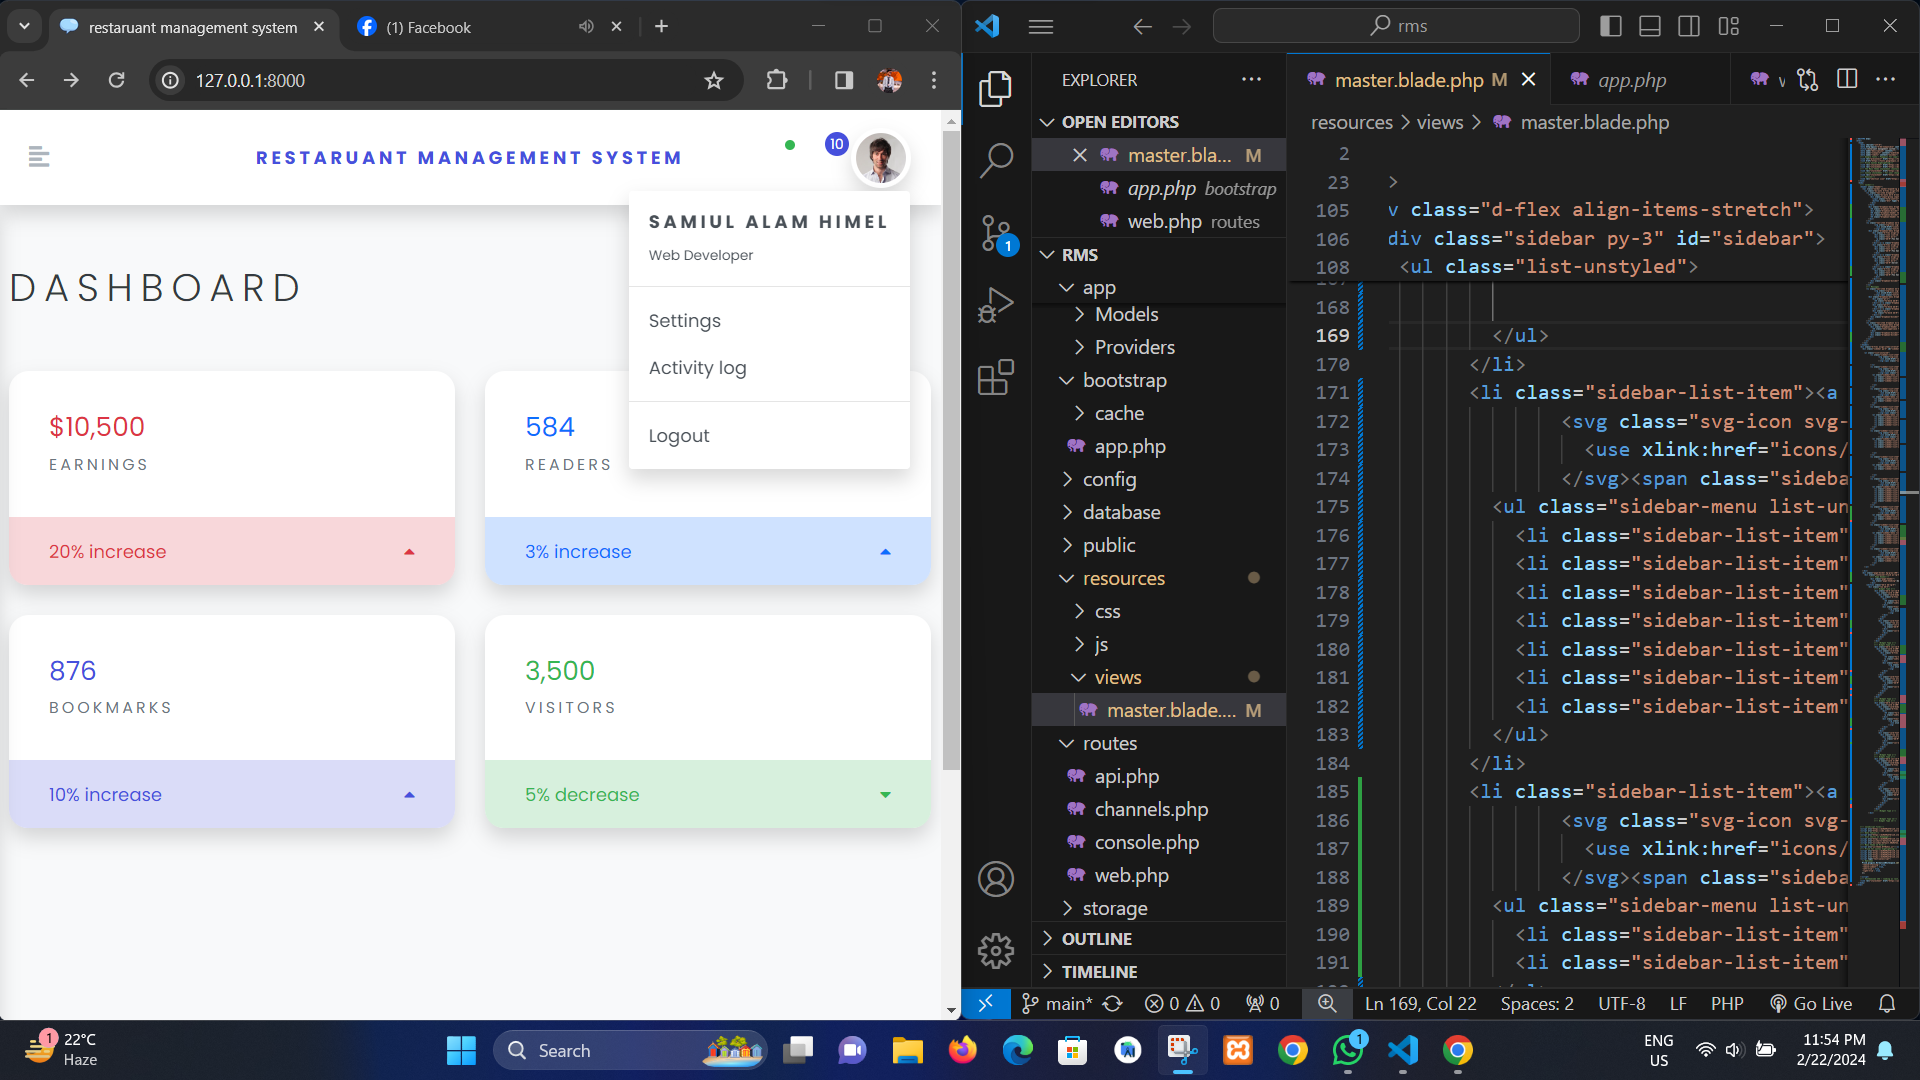 restaruant management system
(1) Facebook
127.0.0.1:8000
RESTARUANT MANAGEMENT SYSTEM
10
SAMIUL ALAM HIMEL
Web Developer
Settings
Activity log
Logout
DASHBOARD
$10,500
EARNINGS
20% increase
584
READERS
3% increase
876
BOOKMARKS
10% increase
3,500
VISITORS
5% decrease
rms
EXPLORER
OPEN EDITORS
master.bla... M
app.php bootstrap
web.php routes
1
RMS
app
Models
Providers
bootstrap
cache
app.php
config
database
public
resources
css
js
views
master.blade.... M
routes
api.php
channels.php
console.php
web.php
storage
OUTLINE
TIMELINE
master.blade.php M
app.php
resources > views > master.blade.php
2
23 >
105 v class="d-flex align-items-stretch">
106 div class="sidebar py-3" id="sidebar">
108 <ul class="list-unstyled">
168
169 </ul>
170 </li>
171 <li class="sidebar-list-item"><a
172 <svg class="svg-icon svg-
173 <use xlink:href="icons/
174 </svg><span class="sideba
175 <ul class="sidebar-menu list-un
176 <li class="sidebar-list-item"
177 <li class="sidebar-list-item"
178 <li class="sidebar-list-item"
179 <li class="sidebar-list-item"
180 <li class="sidebar-list-item"
181 <li class="sidebar-list-item"
182 <li class="sidebar-list-item"
183 </ul>
184 </li>
185 <li class="sidebar-list-item"><a
186 <svg class="svg-icon svg-
187 <use xlink:href="icons/
188 </svg><span class="sideba
189 <ul class="sidebar-menu list-un
190 <li class="sidebar-list-item"
191 <li class="sidebar-list-item"
main* 0 0 0 Ln 169, Col 22 Spaces: 2 UTF-8 LF PHP Go Live
1
22°C
Haze
Search
1
ENG
US
11:54 PM
2/22/2024